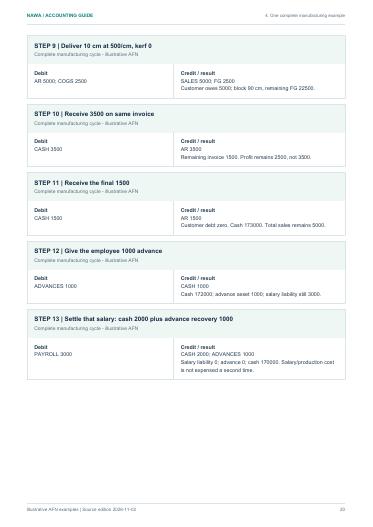 NAWA / ACCOUNTING GUIDE
4. One complete manufacturing example
STEP 9 | Deliver 10 cm at 500/cm, kerf 0
Complete manufacturing cycle - illustrative AFN
Debit
AR 5000; COGS 2500
Credit / result
SALES 5000; FG 2500
Customer owes 5000; block 90 cm, remaining FG 22500.
STEP 10 | Receive 3500 on same invoice
Complete manufacturing cycle - illustrative AFN
Debit
CASH 3500
Credit / result
AR 3500
Remaining invoice 1500. Profit remains 2500, not 3500.
STEP 11 | Receive the final 1500
Complete manufacturing cycle - illustrative AFN
Debit
CASH 1500
Credit / result
AR 1500
Customer debt zero. Cash 173000. Total sales remains 5000.
STEP 12 | Give the employee 1000 advance
Complete manufacturing cycle - illustrative AFN
Debit
ADVANCES 1000
Credit / result
CASH 1000
Cash 172000; advance asset 1000; salary liability still 3000.
STEP 13 | Settle that salary: cash 2000 plus advance recovery 1000
Complete manufacturing cycle - illustrative AFN
Debit
PAYROLL 3000
Credit / result
CASH 2000; ADVANCES 1000
Salary liability 0; advance 0; cash 170000. Salary/production cost
is not expensed a second time.
Illustrative AFN examples | Source edition